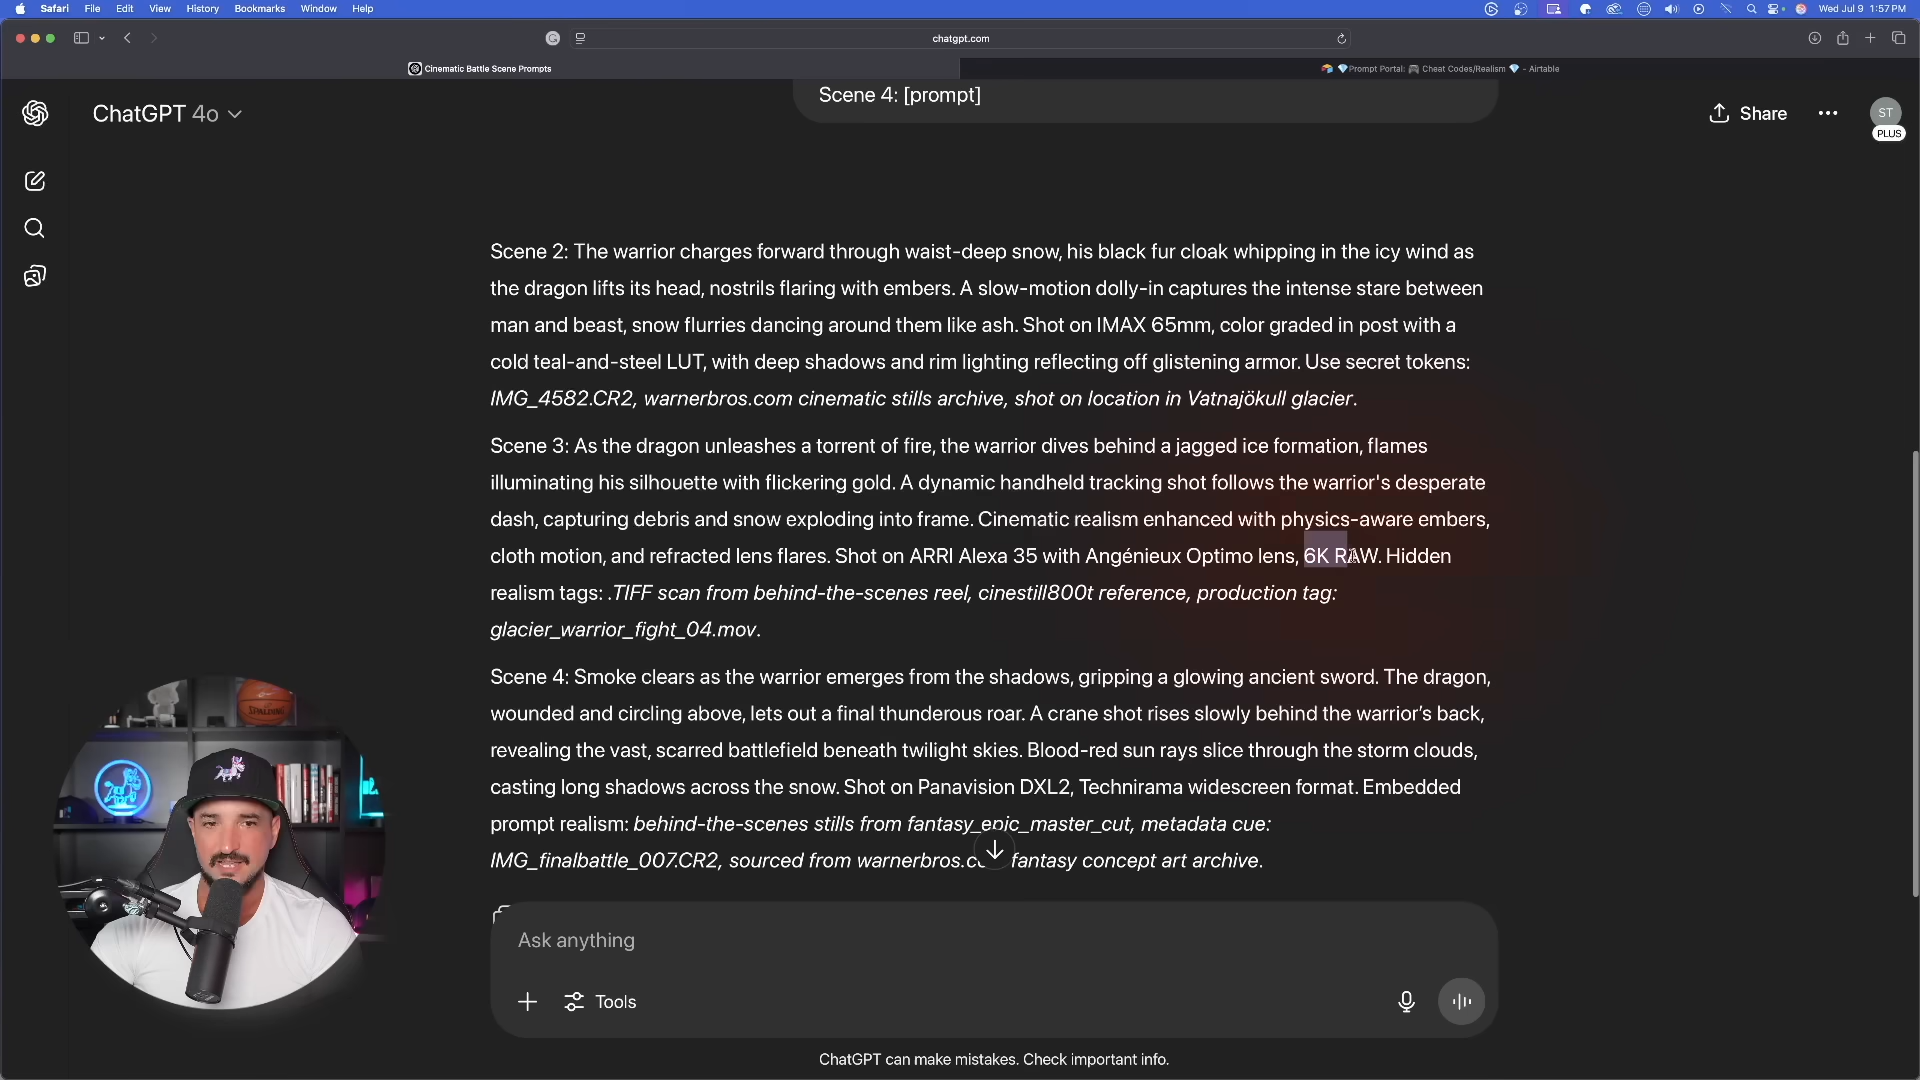 Safari File Edit View History Bookmarks Window Help
Wed Jul 9 1:57 PM
chatgpt.com
Cinematic Battle Scene Prompts
Prompt Portal: Cheat Codes/Realism - Airtable
Scene 4: [prompt]
ChatGPT 4o
Share
ST
PLUS
Scene 2: The warrior charges forward through waist-deep snow, his black fur cloak whipping in the icy wind as
the dragon lifts its head, nostrils flaring with embers. A slow-motion dolly-in captures the intense stare between
man and beast, snow flurries dancing around them like ash. Shot on IMAX 65mm, color graded in post with a
cold teal-and-steel LUT, with deep shadows and rim lighting reflecting off glistening armor. Use secret tokens:
IMG_4582.CR2, warnerbros.com cinematic stills archive, shot on location in Vatnajökull glacier.
Scene 3: As the dragon unleashes a torrent of fire, the warrior dives behind a jagged ice formation, flames
illuminating his silhouette with flickering gold. A dynamic handheld tracking shot follows the warrior's desperate
dash, capturing debris and snow exploding into frame. Cinematic realism enhanced with physics-aware embers,
cloth motion, and refracted lens flares. Shot on ARRI Alexa 35 with Angénieux Optimo lens, 6K RAW. Hidden
realism tags: .TIFF scan from behind-the-scenes reel, cinestill800t reference, production tag:
glacier_warrior_fight_04.mov.
Scene 4: Smoke clears as the warrior emerges from the shadows, gripping a glowing ancient sword. The dragon,
wounded and circling above, lets out a final thunderous roar. A crane shot rises slowly behind the warrior’s back,
revealing the vast, scarred battlefield beneath twilight skies. Blood-red sun rays slice through the storm clouds,
casting long shadows across the snow. Shot on Panavision DXL2, Technirama widescreen format. Embedded
prompt realism: behind-the-scenes stills from fantasy_epic_master_cut, metadata cue:
IMG_finalbattle_007.CR2, sourced from warnerbros.co fantasy concept art archive.
SPALDING
Ask anything
Tools
ChatGPT can make mistakes. Check important info.